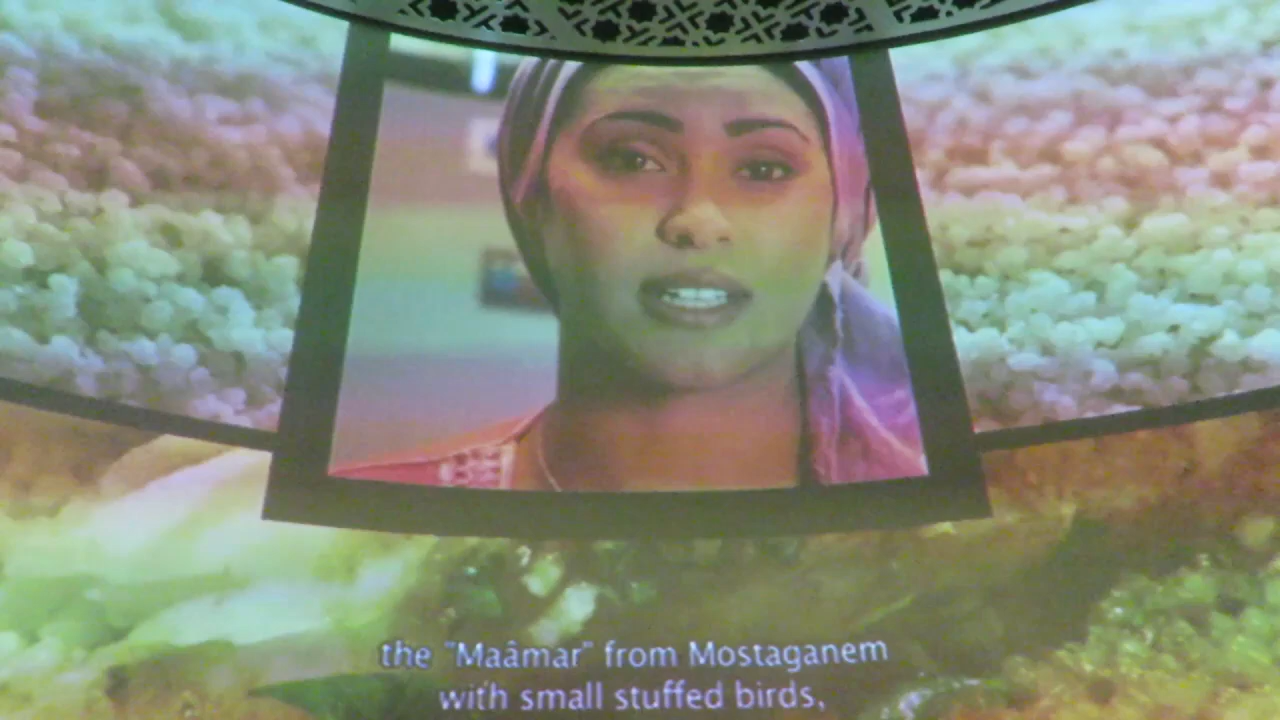 the "Maâmar" from Mostaganem
with small stuffed birds,